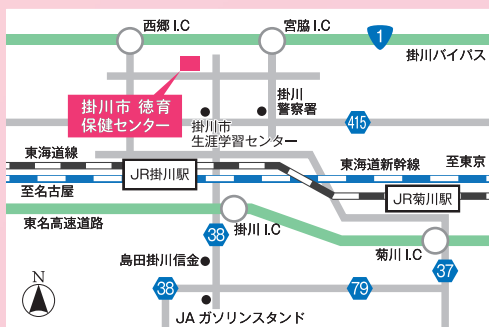 西郷 I.C
宮脇 I.C
1
掛川バイパス
掛川市 徳育
保健センター
掛川
警察署
掛川市
生涯学習センター
415
東海道線
JR掛川駅
東海道新幹線
至東京
至名古屋
JR菊川駅
東名高速道路
掛川 I.C
38
菊川 I.C
島田掛川信金
37
38
79
N
JA ガソリンスタンド